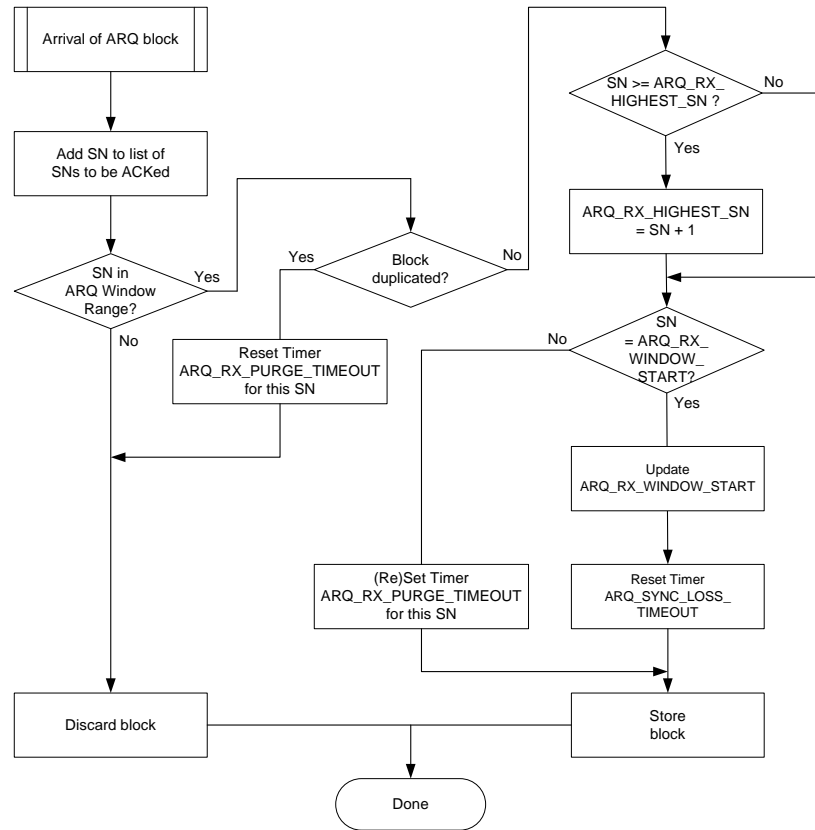 Arrival of ARQ block
Add SN to list of
SNs to be ACKed
SN in
ARQ Window
Range?
Yes
No
Block
duplicated?
Yes
No
Reset Timer
ARQ_RX_PURGE_TIMEOUT
for this SN
SN >= ARQ_RX_
HIGHEST_SN ?
No
Yes
ARQ_RX_HIGHEST_SN
= SN + 1
SN
= ARQ_RX_
WINDOW_
START?
No
Yes
Update
ARQ_RX_WINDOW_START
(Re)Set Timer
ARQ_RX_PURGE_TIMEOUT
for this SN
Reset Timer
ARQ_SYNC_LOSS_
TIMEOUT
Discard block
Store
block
Done